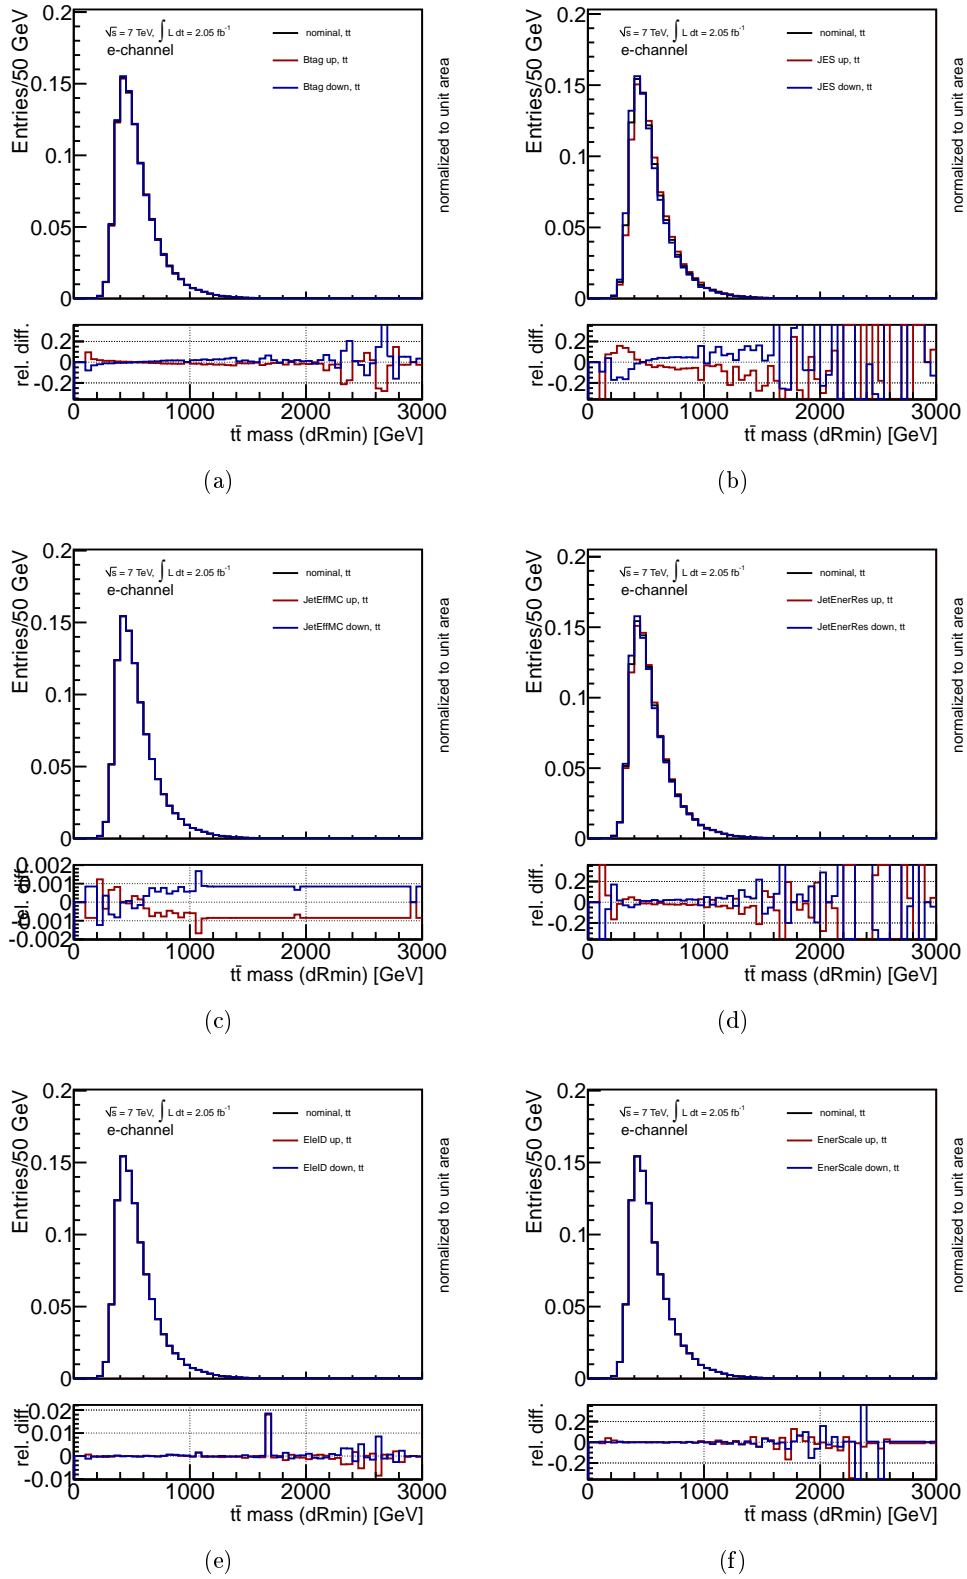 0.2
√s = 7 TeV, ∫ L dt = 2.05 fb⁻¹
e-channel
nominal, tt
Btag up, tt
Btag down, tt
Entries/50 GeV
normalized to unit area
0.15
0.1
0.05
0
rel. diff.
0.2
0
-0.2
0 1000 2000 3000
tt̄ mass (dRmin) [GeV]
(a)
0.2
√s = 7 TeV, ∫ L dt = 2.05 fb⁻¹
e-channel
nominal, tt
JES up, tt
JES down, tt
Entries/50 GeV
normalized to unit area
0.15
0.1
0.05
0
rel. diff.
0.2
0
-0.2
0 1000 2000 3000
tt̄ mass (dRmin) [GeV]
(b)
0.2
√s = 7 TeV, ∫ L dt = 2.05 fb⁻¹
e-channel
nominal, tt
JetEffMC up, tt
JetEffMC down, tt
Entries/50 GeV
normalized to unit area
0.15
0.1
0.05
0
rel. diff.
0.002
0.001
0
-0.001
-0.002
0 1000 2000 3000
tt̄ mass (dRmin) [GeV]
(c)
0.2
√s = 7 TeV, ∫ L dt = 2.05 fb⁻¹
e-channel
nominal, tt
JetEnerRes up, tt
JetEnerRes down, tt
Entries/50 GeV
normalized to unit area
0.15
0.1
0.05
0
rel. diff.
0.2
0
-0.2
0 1000 2000 3000
tt̄ mass (dRmin) [GeV]
(d)
0.2
√s = 7 TeV, ∫ L dt = 2.05 fb⁻¹
e-channel
nominal, tt
EleID up, tt
EleID down, tt
Entries/50 GeV
normalized to unit area
0.15
0.1
0.05
0
rel. diff.
0.02
0.01
0
-0.01
0 1000 2000 3000
tt̄ mass (dRmin) [GeV]
(e)
0.2
√s = 7 TeV, ∫ L dt = 2.05 fb⁻¹
e-channel
nominal, tt
EnerScale up, tt
EnerScale down, tt
Entries/50 GeV
normalized to unit area
0.15
0.1
0.05
0
rel. diff.
0.2
0
-0.2
0 1000 2000 3000
tt̄ mass (dRmin) [GeV]
(f)